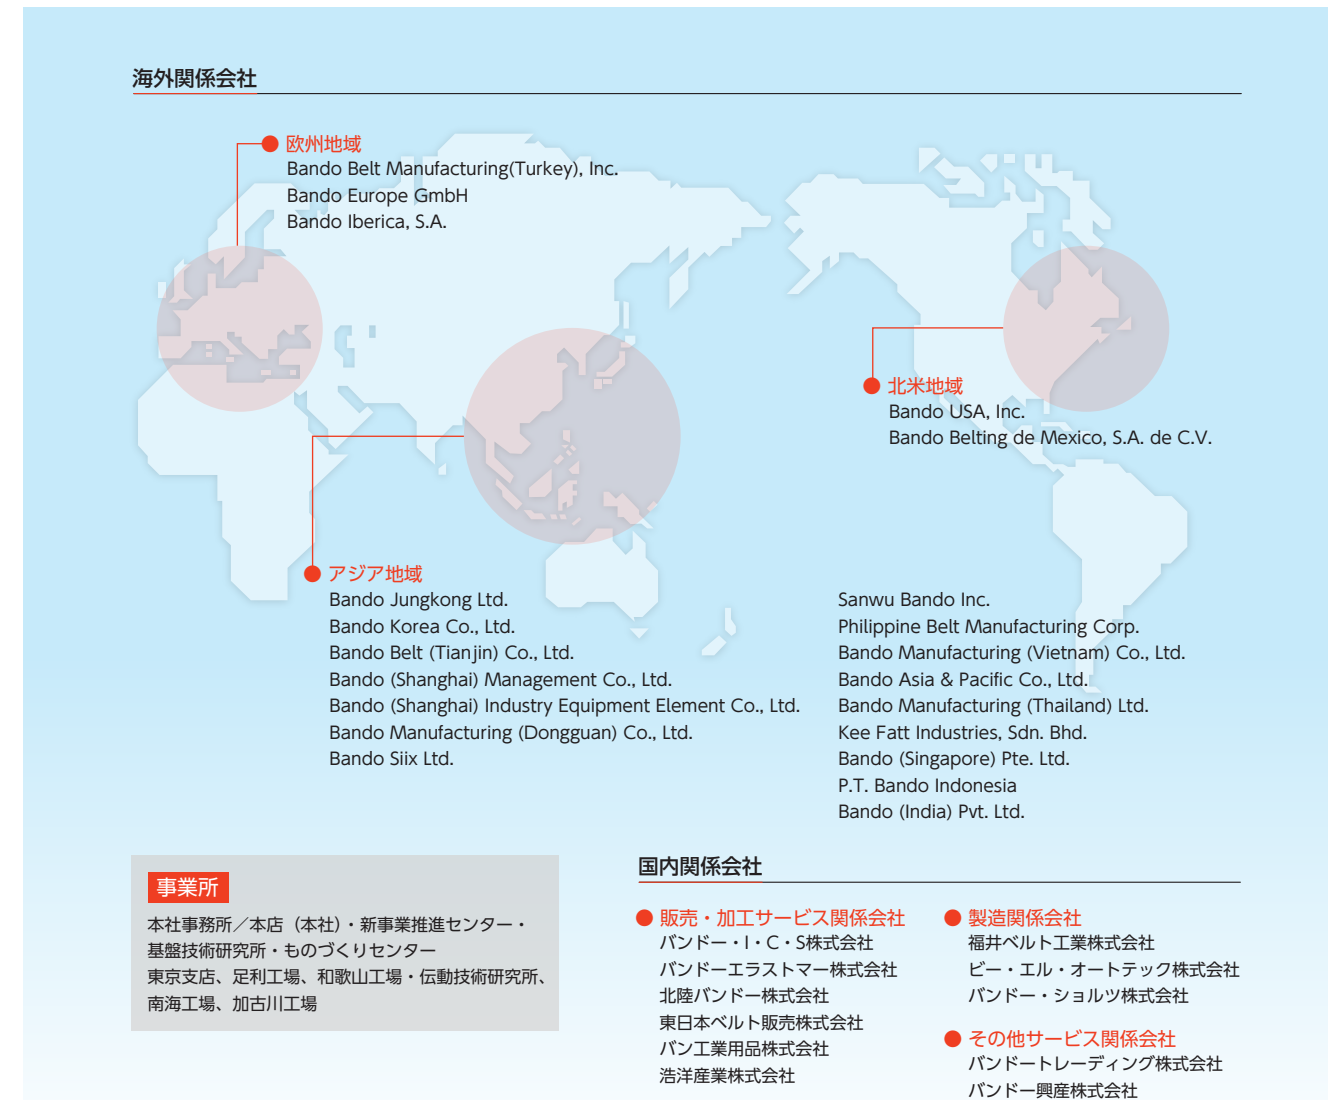 海外関係会社
欧州地域
Bando Belt Manufacturing(Turkey), Inc.
Bando Europe GmbH
Bando Iberica, S.A.
北米地域
Bando USA, Inc.
Bando Belting de Mexico, S.A. de C.V.
アジア地域
Bando Jungkong Ltd.
Bando Korea Co., Ltd.
Bando Belt (Tianjin) Co., Ltd.
Bando (Shanghai) Management Co., Ltd.
Bando (Shanghai) Industry Equipment Element Co., Ltd.
Bando Manufacturing (Dongguan) Co., Ltd.
Bando Siix Ltd.
Sanwu Bando Inc.
Philippine Belt Manufacturing Corp.
Bando Manufacturing (Vietnam) Co., Ltd.
Bando Asia & Pacific Co., Ltd.
Bando Manufacturing (Thailand) Ltd.
Kee Fatt Industries, Sdn. Bhd.
Bando (Singapore) Pte. Ltd.
P.T. Bando Indonesia
Bando (India) Pvt. Ltd.
事業所
本社事務所／本店（本社）・新事業推進センター・
基盤技術研究所・ものづくりセンター
東京支店、足利工場、和歌山工場・伝動技術研究所、
南海工場、加古川工場
国内関係会社
販売・加工サービス関係会社
バンドー・I・C・S株式会社
バンドーエラストマー株式会社
北陸バンドー株式会社
東日本ベルト販売株式会社
バン工業用品株式会社
浩洋産業株式会社
製造関係会社
福井ベルト工業株式会社
ビー・エル・オートテック株式会社
バンドー・ショルツ株式会社
その他サービス関係会社
バンドートレーディング株式会社
バンドー興産株式会社